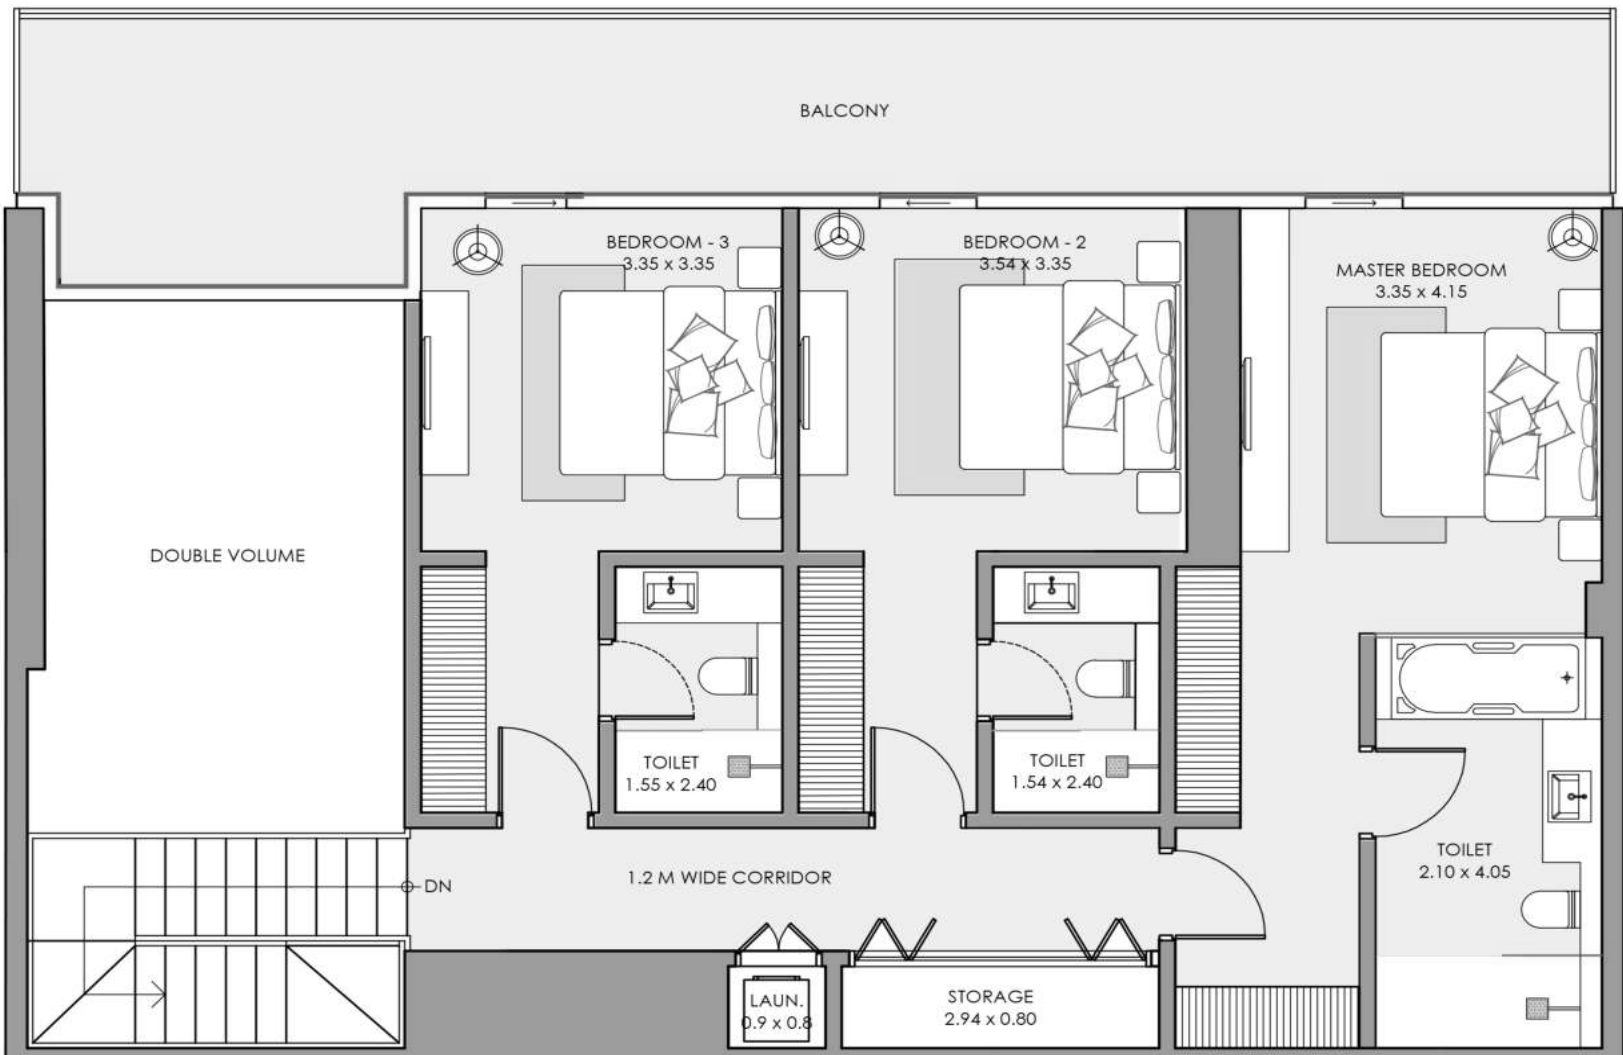 BALCONY
BEDROOM - 3
3.35 x 3.35
BEDROOM - 2
3.54 x 3.35
MASTER BEDROOM
3.35 x 4.15
DOUBLE VOLUME
TOILET
1.55 x 2.40
TOILET
1.54 x 2.40
TOILET
2.10 x 4.05
1.2 M WIDE CORRIDOR
DN
LAUN.
0.9 x 0.8
STORAGE
2.94 x 0.80